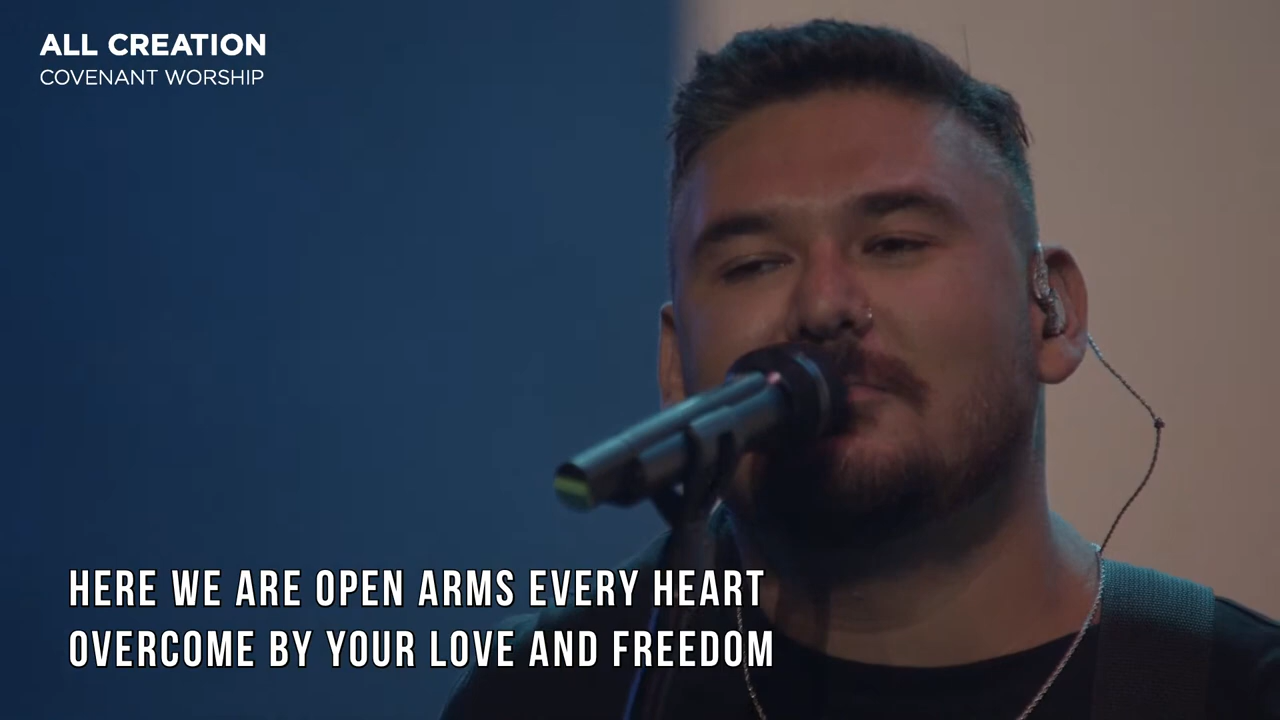 ALL CREATION
COVENANT WORSHIP
HERE WE ARE OPEN ARMS EVERY HEART
OVERCOME BY YOUR LOVE AND FREEDOM